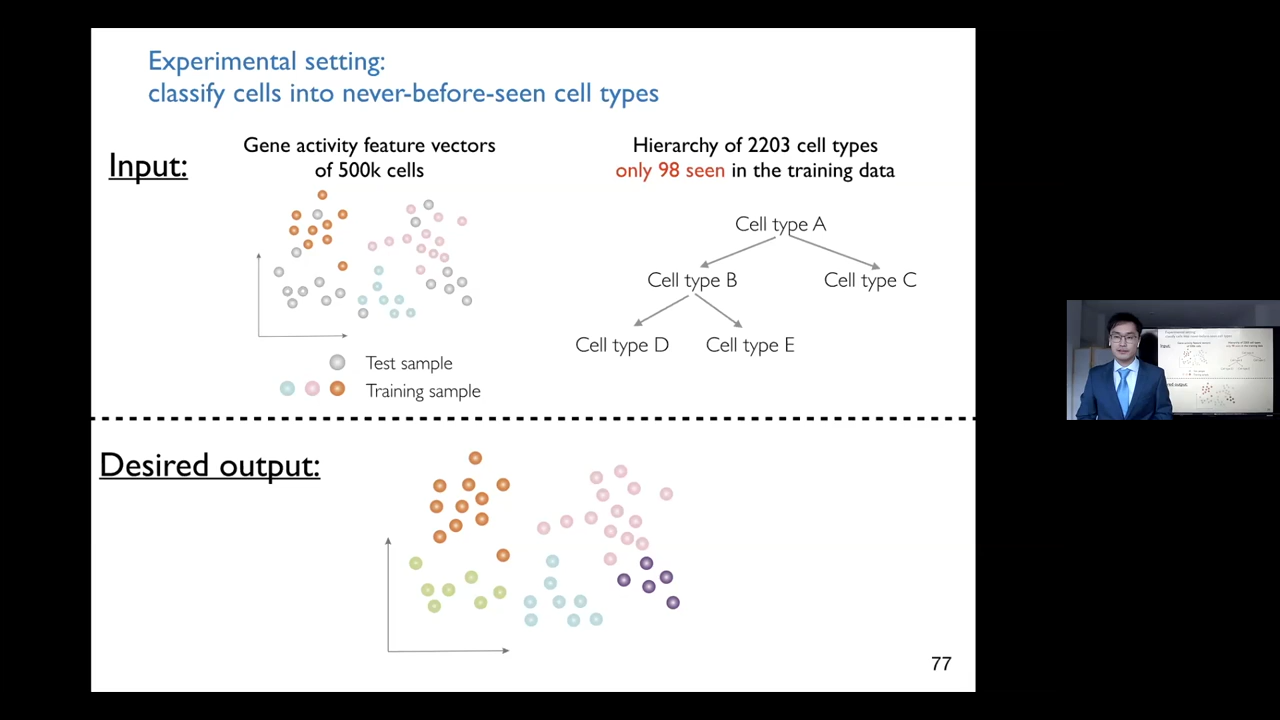 Experimental setting:
classify cells into never-before-seen cell types
Input:
Gene activity feature vectors
of 500k cells
Hierarchy of 2203 cell types
only 98 seen in the training data
Cell type A
Cell type B
Cell type C
Cell type D
Cell type E
Test sample
Training sample
Desired output:
77